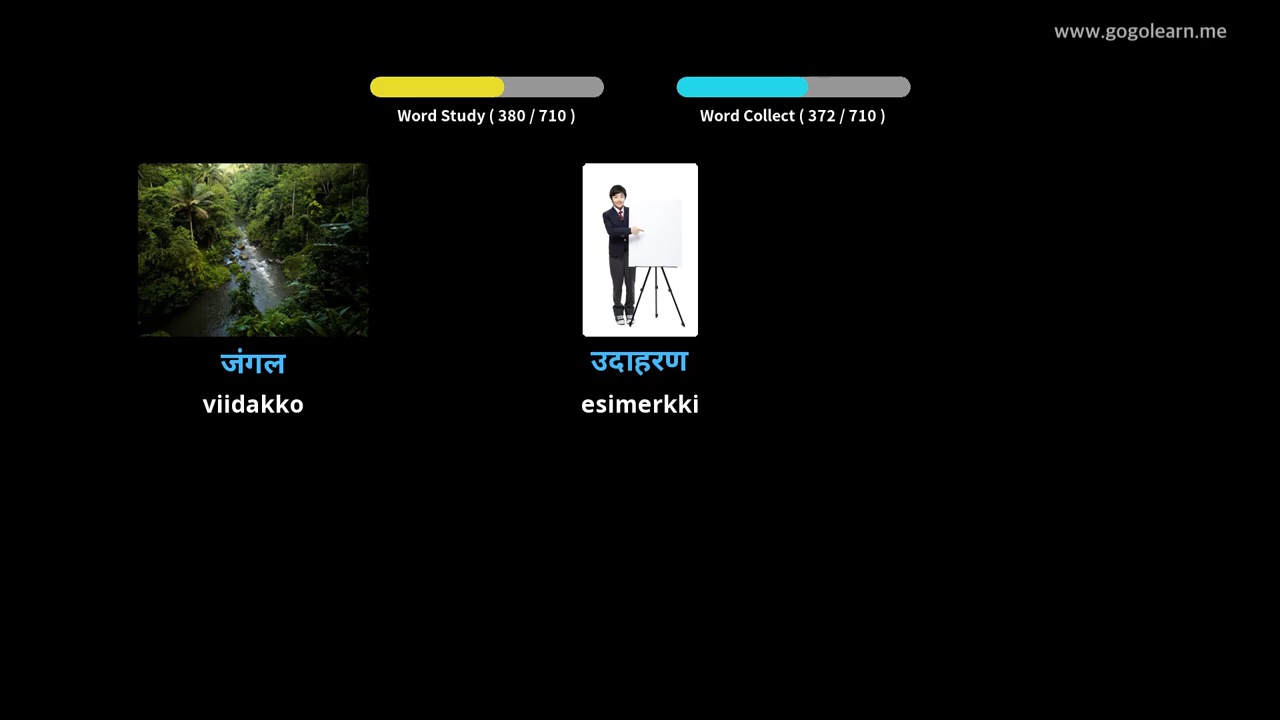 www.gogolearn.me
Word Study ( 380 / 710 )
Word Collect ( 372 / 710 )
जंगल
viidakko
उदाहरण
esimerkki